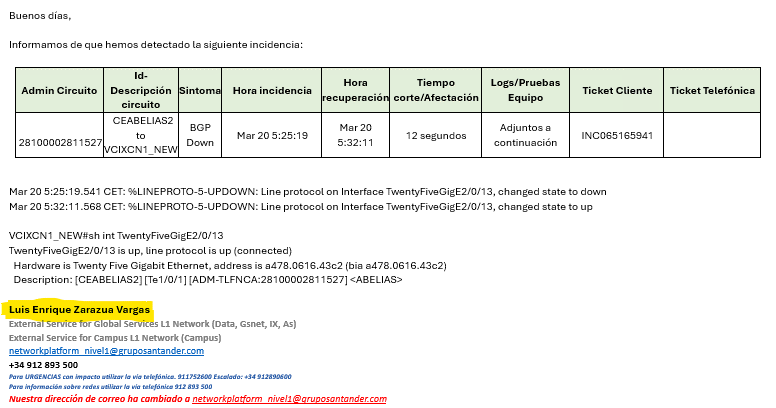 Buenos días,
Informamos de que hemos detectado la siguiente incidencia:
Admin Circuito | Id-Descripción circuito | Sintoma | Hora incidencia | Hora recuperación | Tiempo corte/Afectación | Logs/Pruebas Equipo | Ticket Cliente | Ticket Telefónica
28100002811527 | CEABELIAS2 to VCIXCN1_NEW | BGP Down | Mar 20 5:25:19 | Mar 20 5:32:11 | 12 segundos | Adjuntos a continuación | INC065165941
Mar 20 5:25:19.541 CET: %LINEPROTO-5-UPDOWN: Line protocol on Interface TwentyFiveGigE2/0/13, changed state to down
Mar 20 5:32:11.568 CET: %LINEPROTO-5-UPDOWN: Line protocol on Interface TwentyFiveGigE2/0/13, changed state to up
VCIXCN1_NEW#sh int TwentyFiveGigE2/0/13
TwentyFiveGigE2/0/13 is up, line protocol is up (connected)
Hardware is Twenty Five Gigabit Ethernet, address is a478.0616.43c2 (bia a478.0616.43c2)
Description: [CEABELIAS2] [Te1/0/1] [ADM-TLFNCA:28100002811527] <ABELIAS>
Luis Enrique Zarazua Vargas
External Service for Global Services L1 Network (Data, Gsnet, IX, As)
External Service for Campus L1 Network (Campus)
networkplatform_nivel1@gruposantander.com
+34 912 893 500
Para URGENCIAS con impacto utilizar la vía telefónica. 911752600 Escalado: +34 912890600
Para información sobre redes utilizar la vía telefónica 912 893 500
Nuestra dirección de correo ha cambiado a networkplatform_nivel1@gruposantander.com